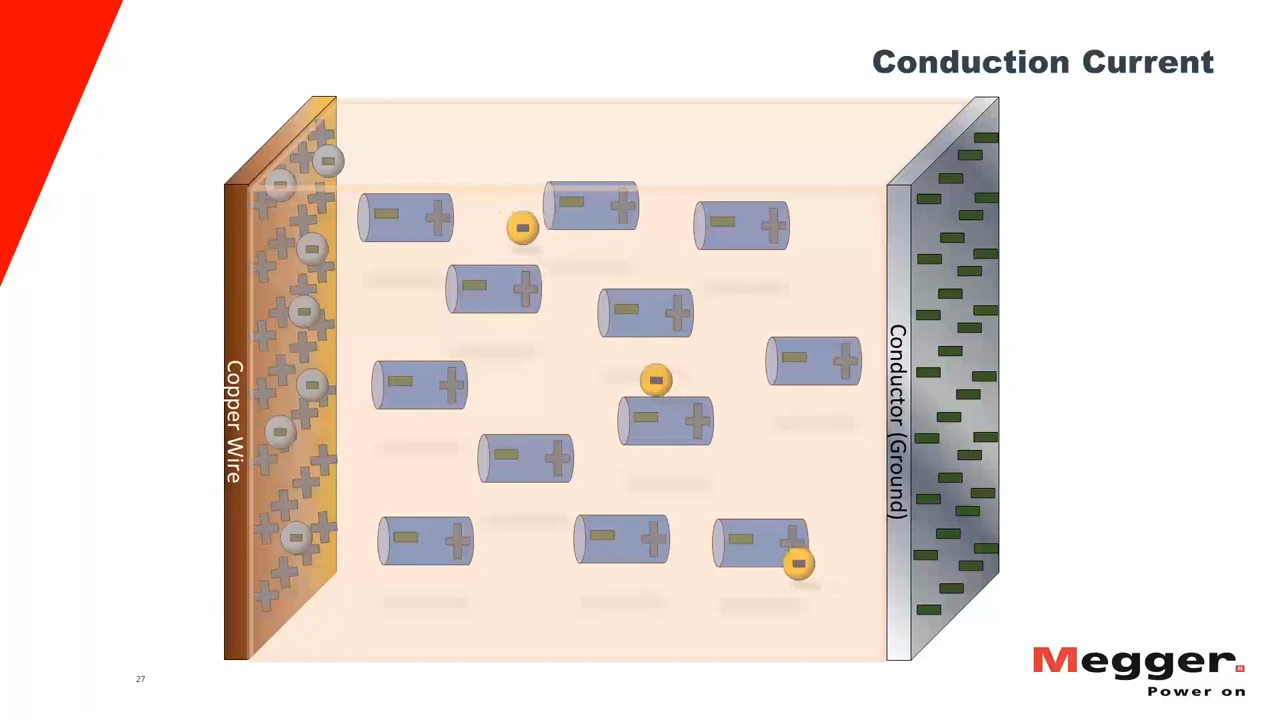 Conduction Current
Copper Wire
Conductor (Ground)
27
Megger.
Power on